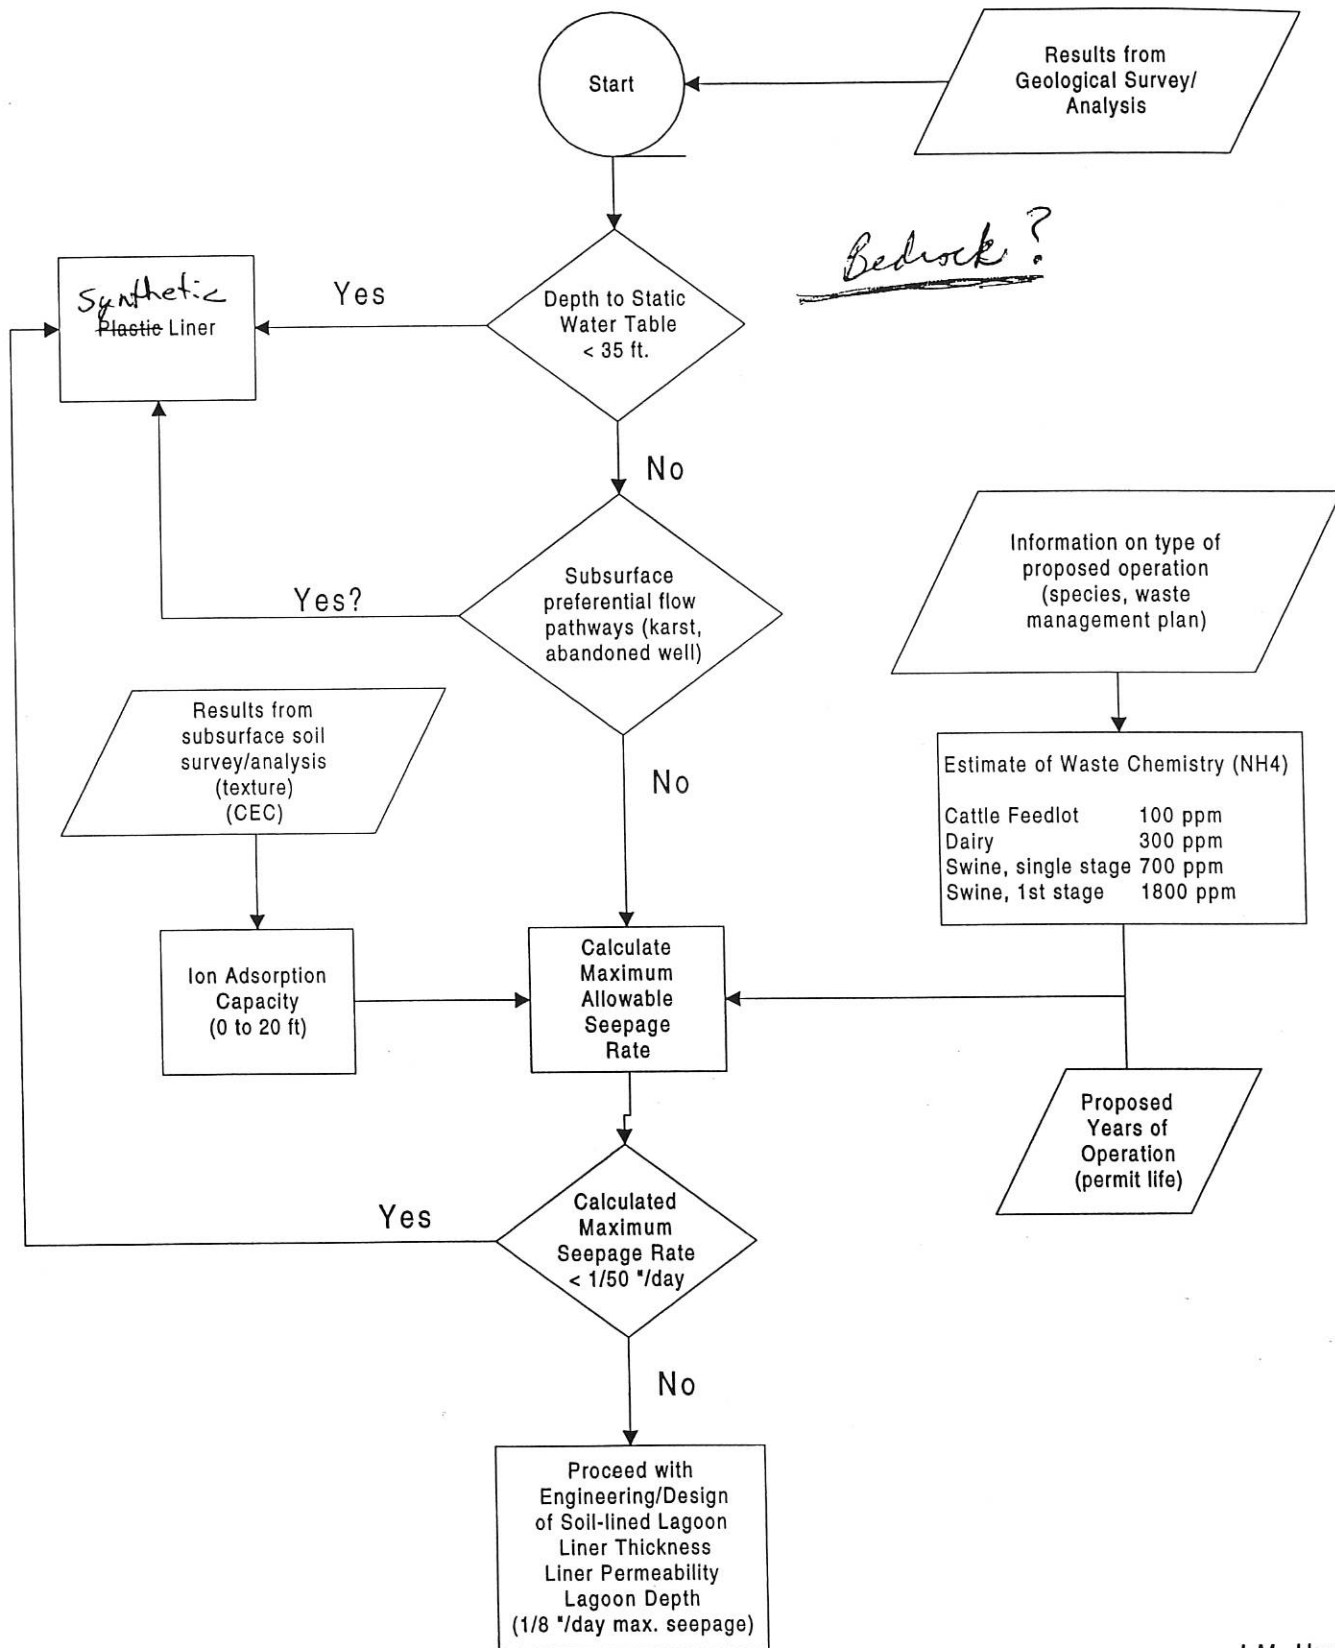 Start
Results from
Geological Survey/
Analysis
Bedrock?
Synthetic
Plastic Liner
Yes
Depth to Static
Water Table
< 35 ft.
No
Information on type of
proposed operation
(species, waste
management plan)
Yes?
Subsurface
preferential flow
pathways (karst,
abandoned well)
Results from
subsurface soil
survey/analysis
(texture)
(CEC)
No
Estimate of Waste Chemistry (NH4)
Cattle Feedlot 100 ppm
Dairy 300 ppm
Swine, single stage 700 ppm
Swine, 1st stage 1800 ppm
Ion Adsorption
Capacity
(0 to 20 ft)
Calculate
Maximum
Allowable
Seepage
Rate
Proposed
Years of
Operation
(permit life)
Yes
Calculated
Maximum
Seepage Rate
< 1/50 "/day
No
Proceed with
Engineering/Design
of Soil-lined Lagoon
Liner Thickness
Liner Permeability
Lagoon Depth
(1/8 "/day max. seepage)